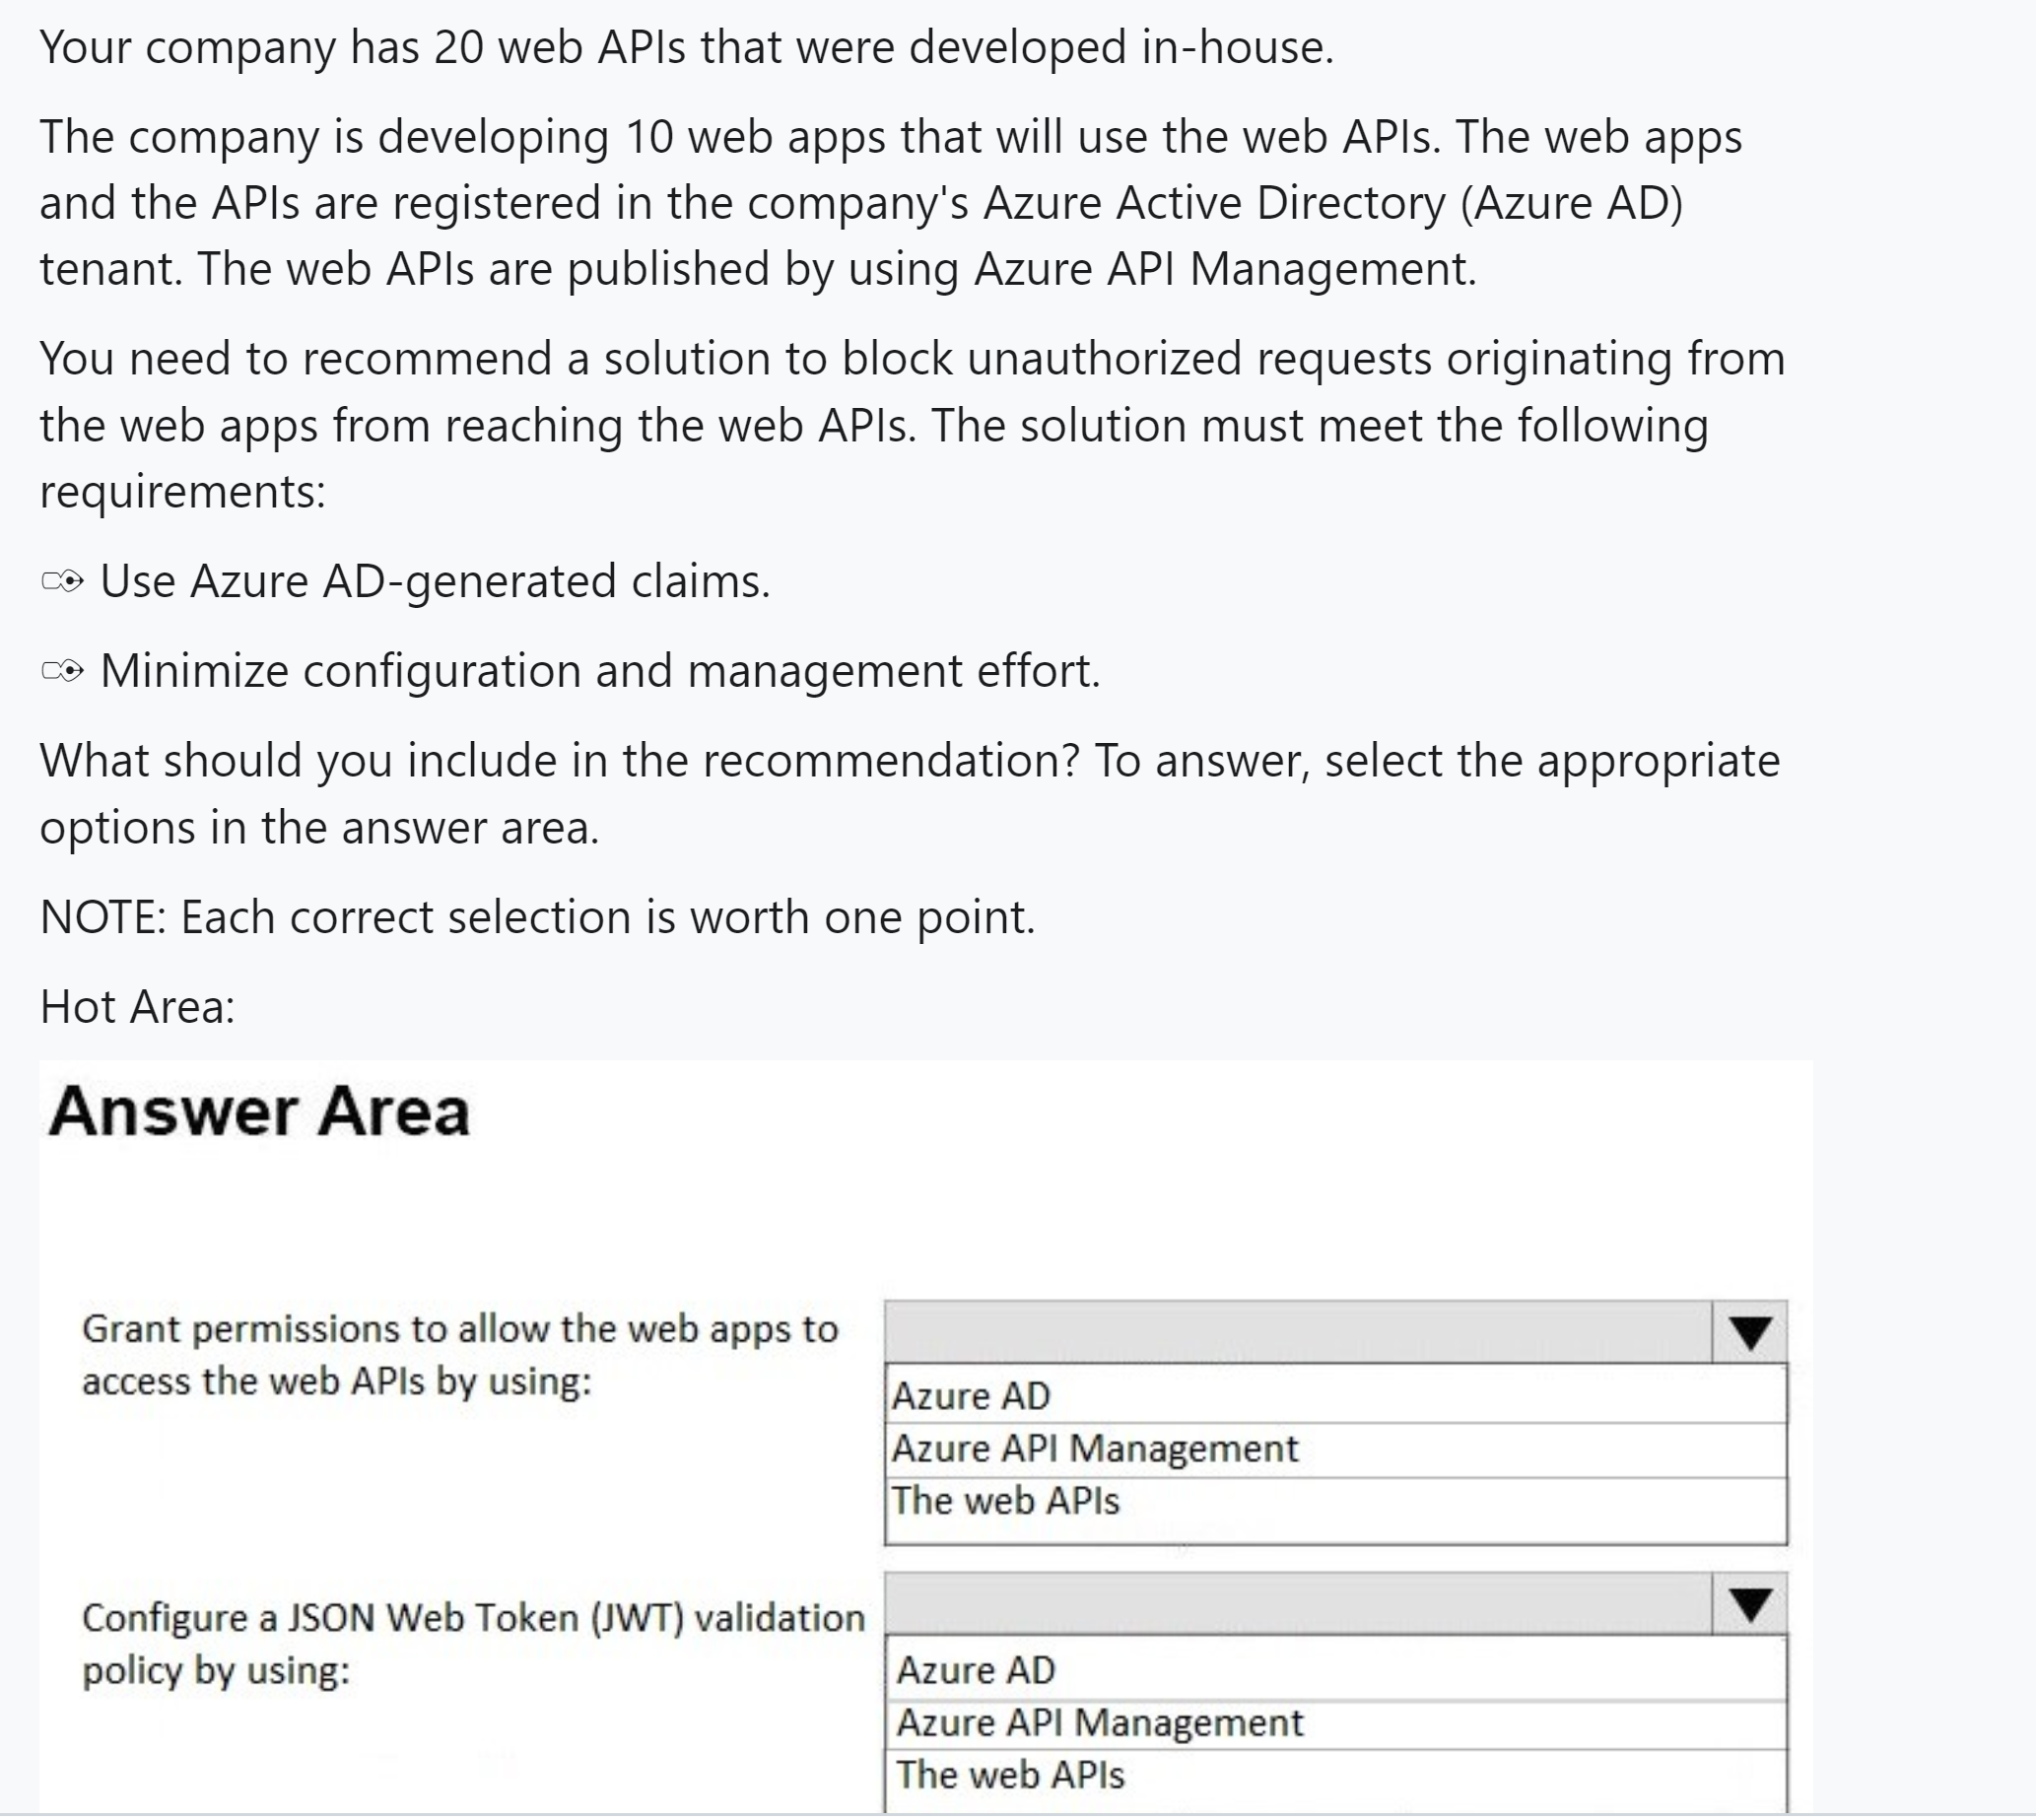 Your company has 20 web APIs that were developed in-house.
The company is developing 10 web apps that will use the web APIs. The web apps
and the APIs are registered in the company's Azure Active Directory (Azure AD)
tenant. The web APIs are published by using Azure API Management.
You need to recommend a solution to block unauthorized requests originating from
the web apps from reaching the web APIs. The solution must meet the following
requirements:
Use Azure AD-generated claims.
Minimize configuration and management effort.
What should you include in the recommendation? To answer, select the appropriate
options in the answer area.
NOTE: Each correct selection is worth one point.
Hot Area:
Answer Area
Grant permissions to allow the web apps to
access the web APIs by using:
Azure AD
Azure API Management
The web APIs
Configure a JSON Web Token (JWT) validation
policy by using:
Azure AD
Azure API Management
The web APIs